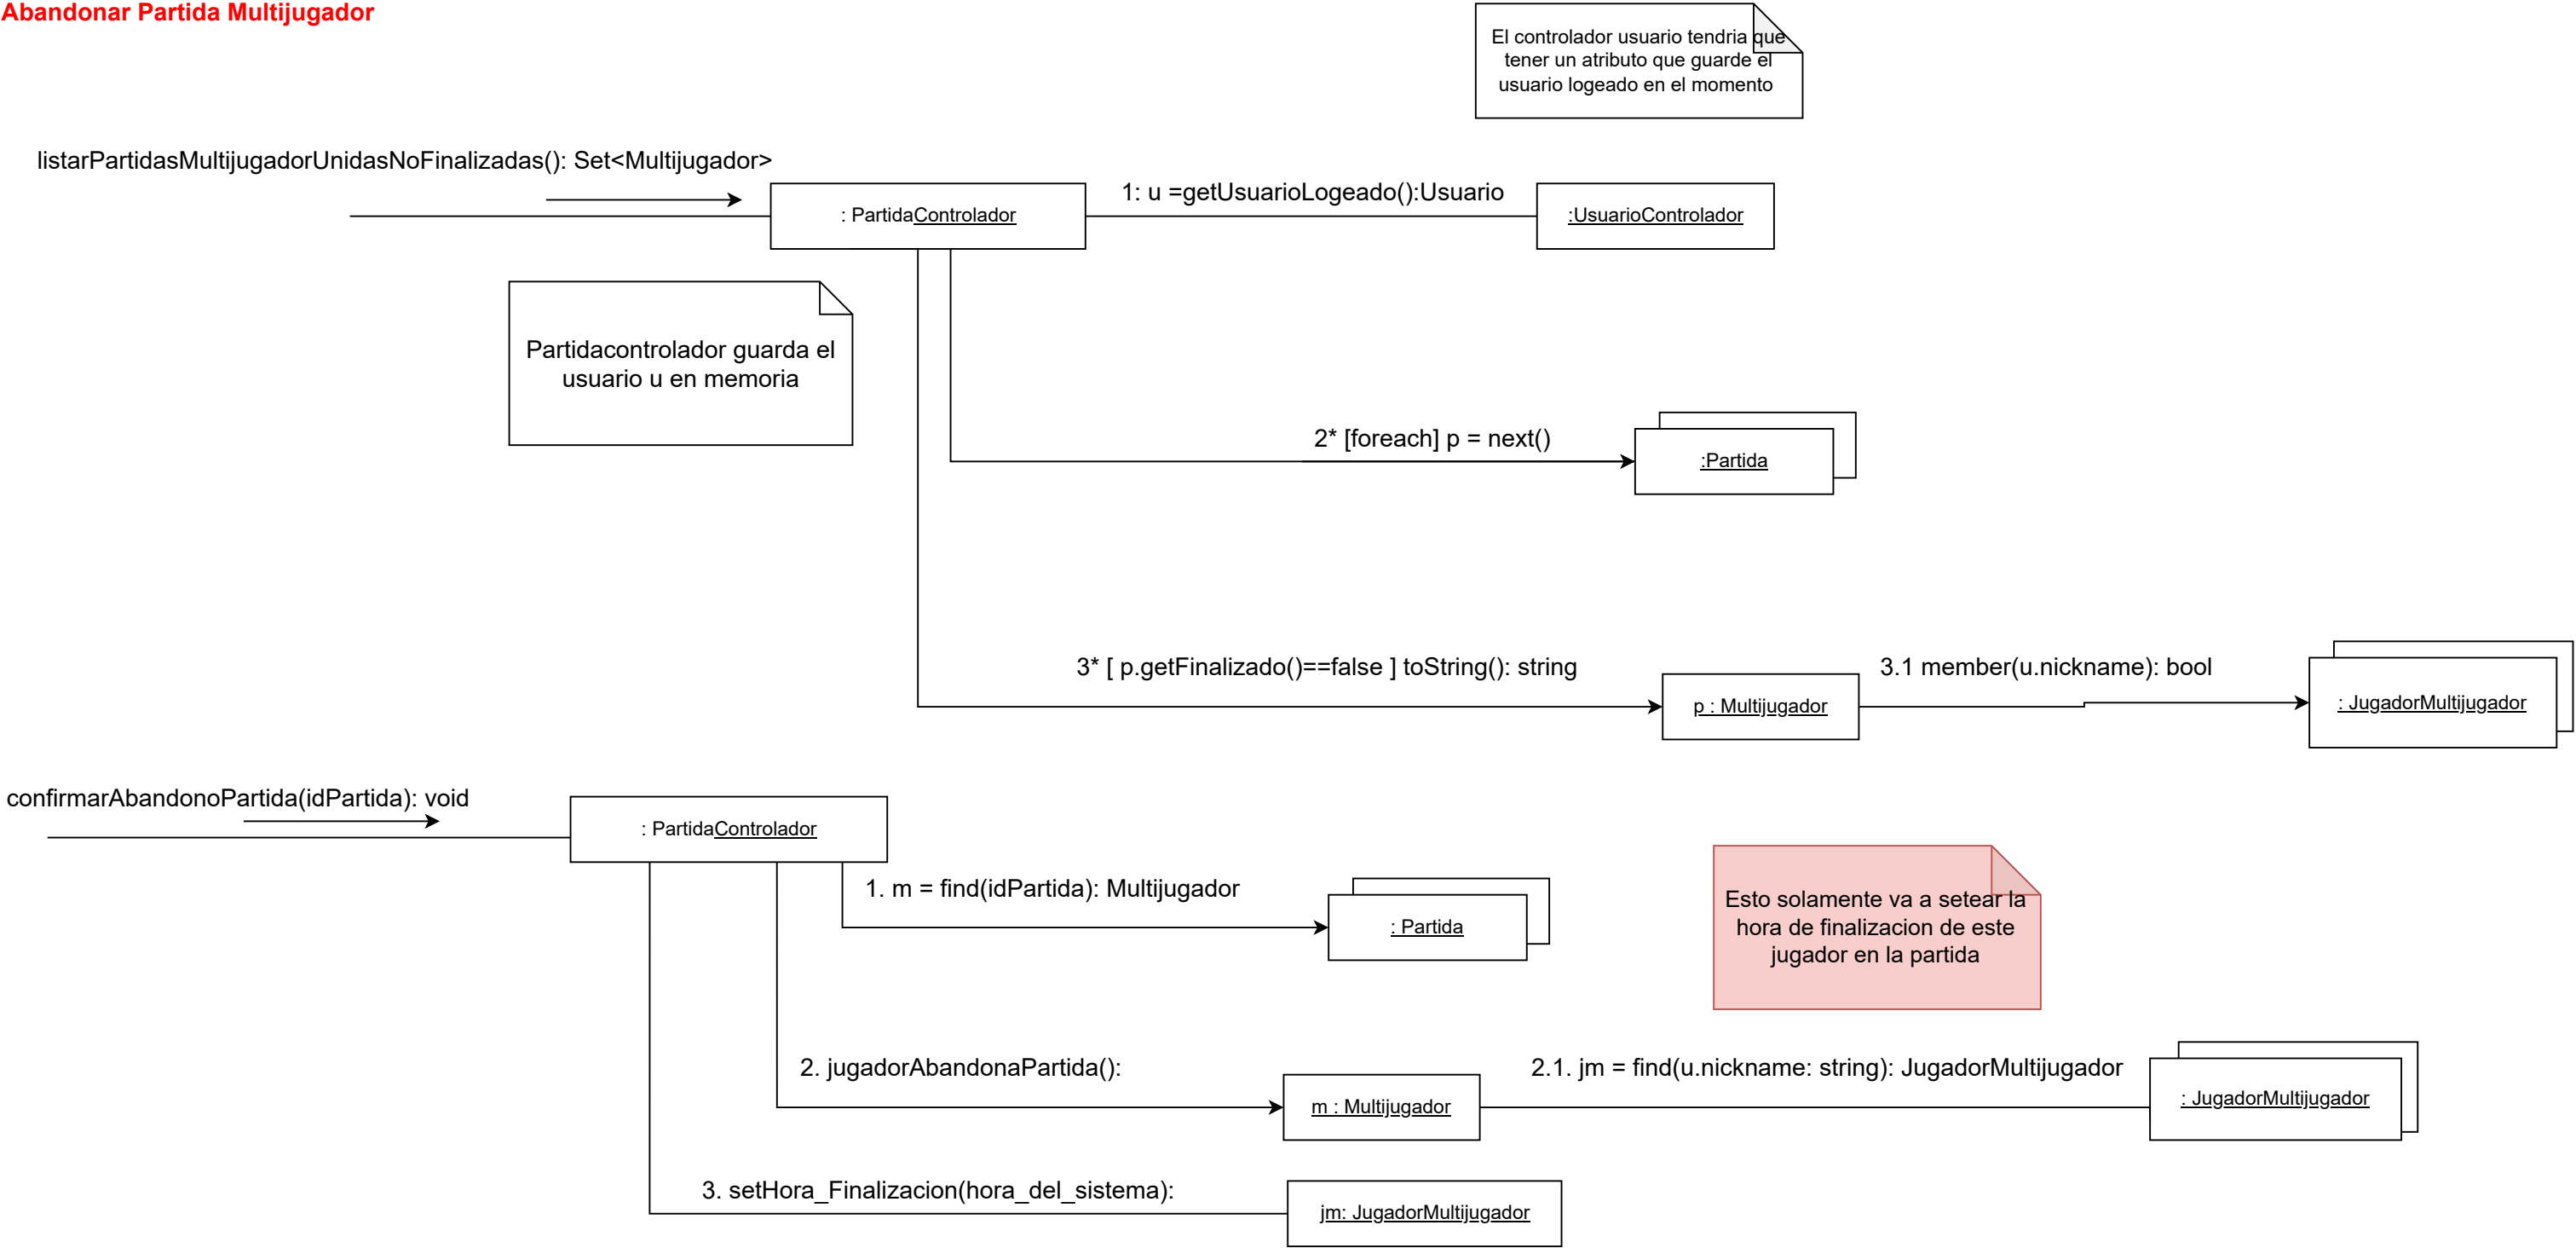 Abandonar Partida Multijugador
El controlador usuario tendria que
tener un atributo que guarde el
usuario logeado en el momento
listarPartidasMultijugadorUnidasNoFinalizadas(): Set<Multijugador>
: PartidaControlador
1: u =getUsuarioLogeado():Usuario
:UsuarioControlador
Partidacontrolador guarda el
usuario u en memoria
2* [foreach] p = next()
:Partida
3* [ p.getFinalizado()==false ] toString(): string
p : Multijugador
3.1 member(u.nickname): bool
: JugadorMultijugador
confirmarAbandonoPartida(idPartida): void
: PartidaControlador
1. m = find(idPartida): Multijugador
: Partida
Esto solamente va a setear la
hora de finalizacion de este
jugador en la partida
2. jugadorAbandonaPartida():
m : Multijugador
2.1. jm = find(u.nickname: string): JugadorMultijugador
: JugadorMultijugador
3. setHora_Finalizacion(hora_del_sistema):
jm: JugadorMultijugador